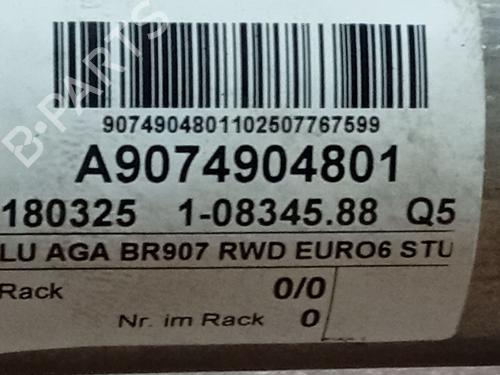 B-PARTS
9074904801102507767599
A9074904801
180325 1-08345.88 Q5
LU AGA BR907 RWD EURO6 STU
Rack 0/0
Nr. im Rack 0